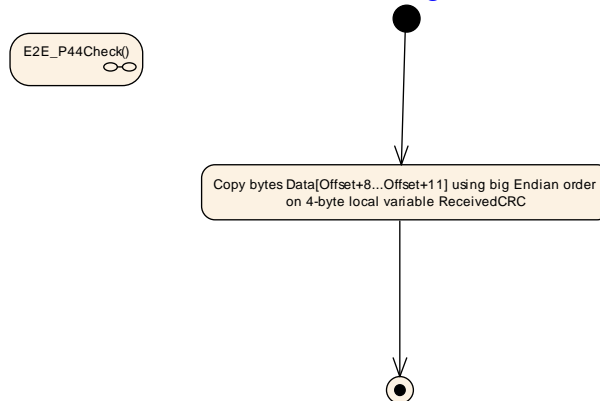 E2E_P44Check()
Copy bytes Data[Offset+8...Offset+11] using big Endian order
on 4-byte local variable ReceivedCRC